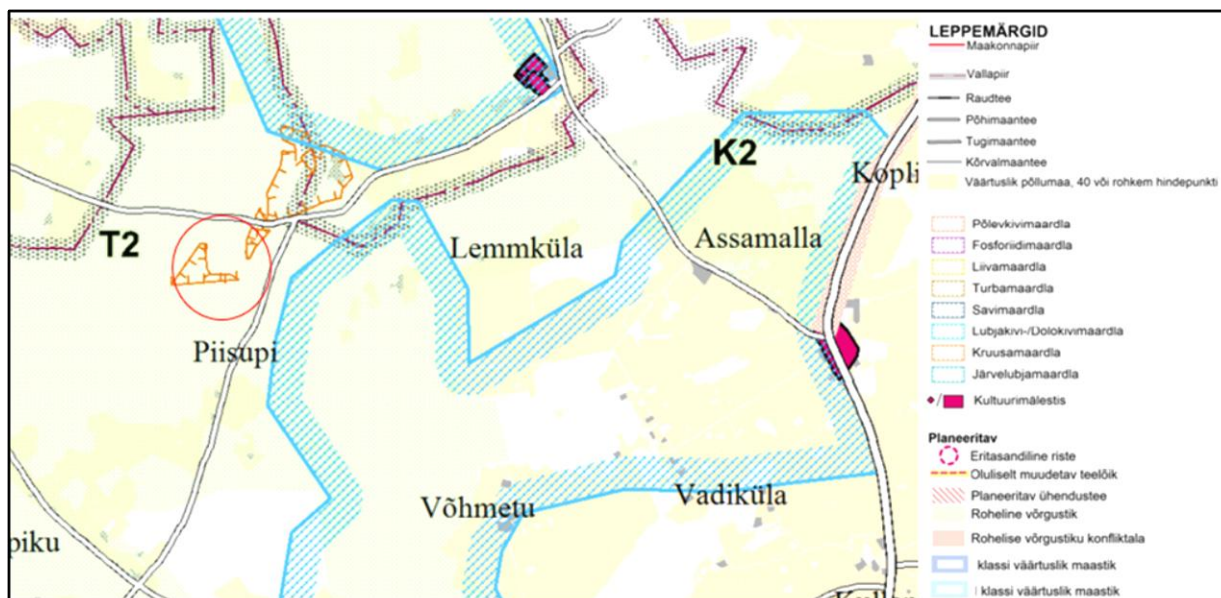 K2
Kopli
T2
Lemmküla
Assamalla
Piisupi
Võhmetu
Vadiküla
piku
LEPPEMÄRGID
Maakonnapiir
Vallapiir
Raudtee
Põhimaantee
Tugimaantee
Kõrvalmaantee
Väärtuslik põllumaa, 40 või rohkem hindepunkti
Põlevkivimaardla
Fosforiidimaardla
Liivamaardla
Turbamaardla
Savimaardla
Lubjakivi-/Dolokivimaardla
Kruusamaardla
Järvelubjamaardla
/ Kultuurimälestis
Planeeritav
Eritasandiline riste
Oluliselt muudetav teelõik
Planeeritav ühendustee
Roheline võrgustik
Rohelise võrgustiku konfliktala
klassi väärtuslik maastik
I klassi väärtuslik maastik